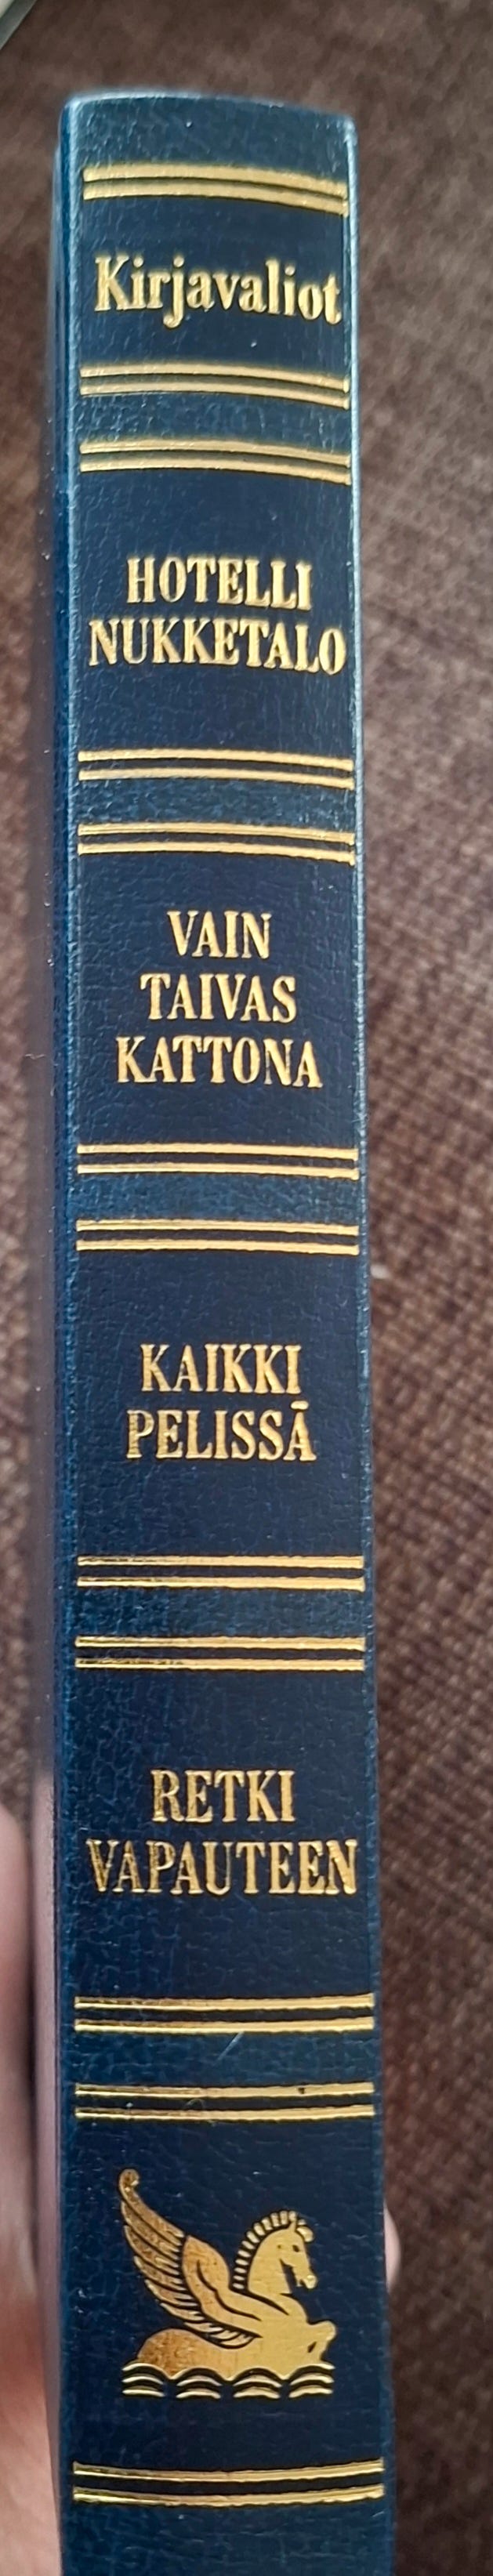 Kirjavaliot
HOTELLI
NUKKETALO
VAIN
TAIVAS
KATTONA
KAIKKI
PELISSÄ
RETKI
VAPAUTEEN